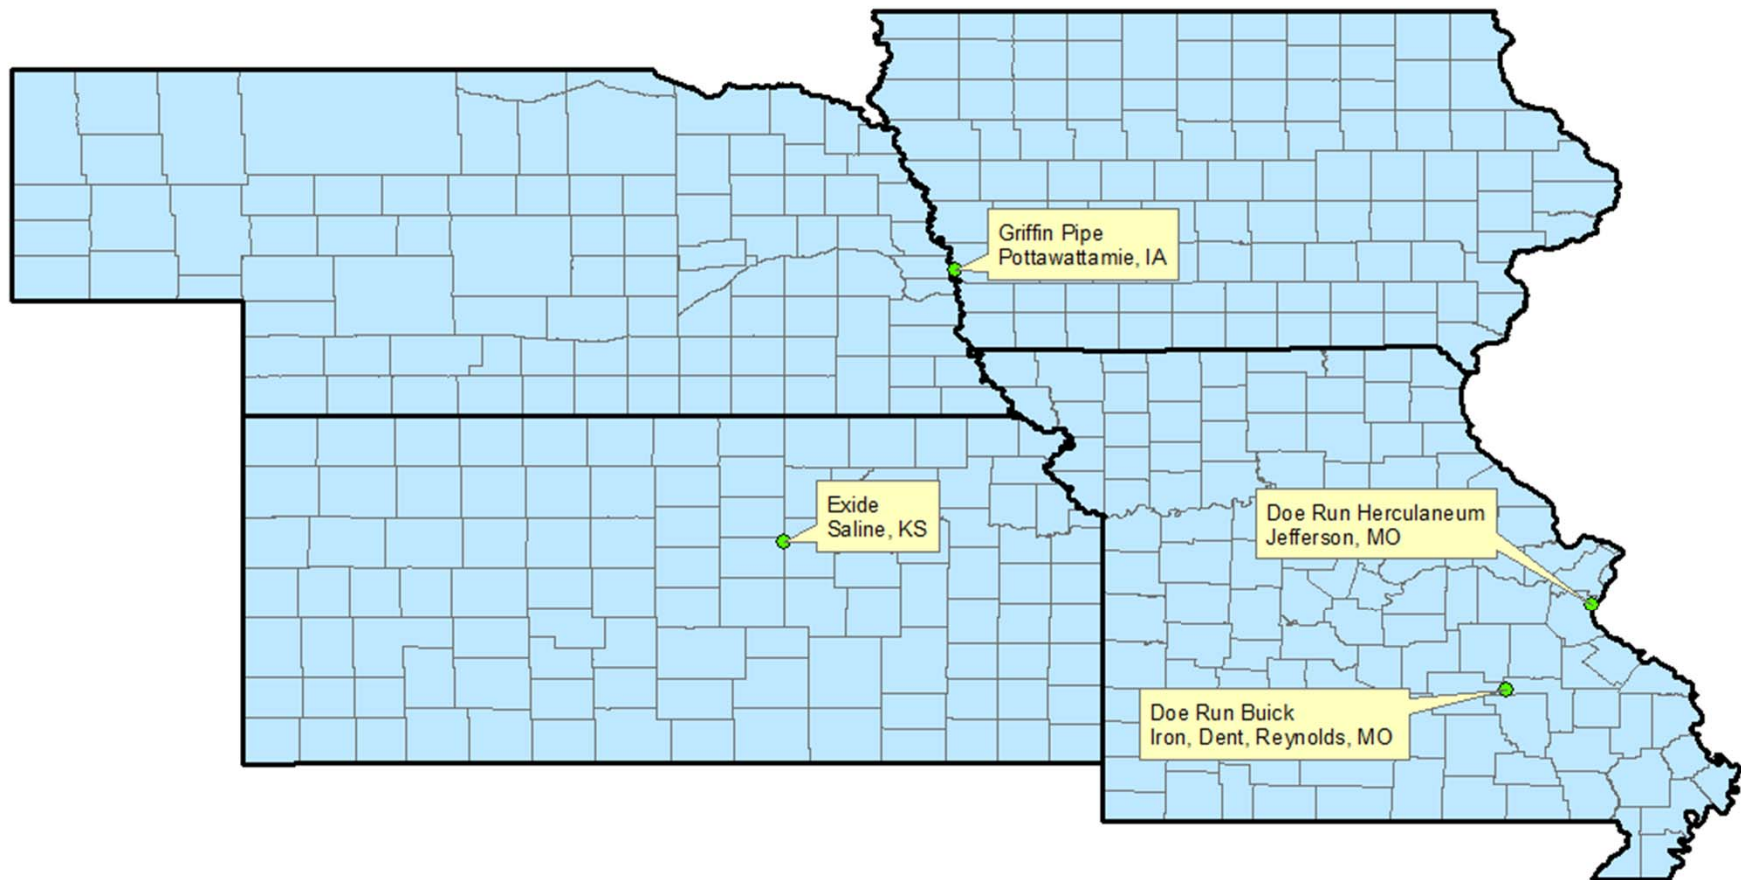 Griffin Pipe
Pottawattamie, IA
Exide
Saline, KS
Doe Run Herculaneum
Jefferson, MO
Doe Run Buick
Iron, Dent, Reynolds, MO